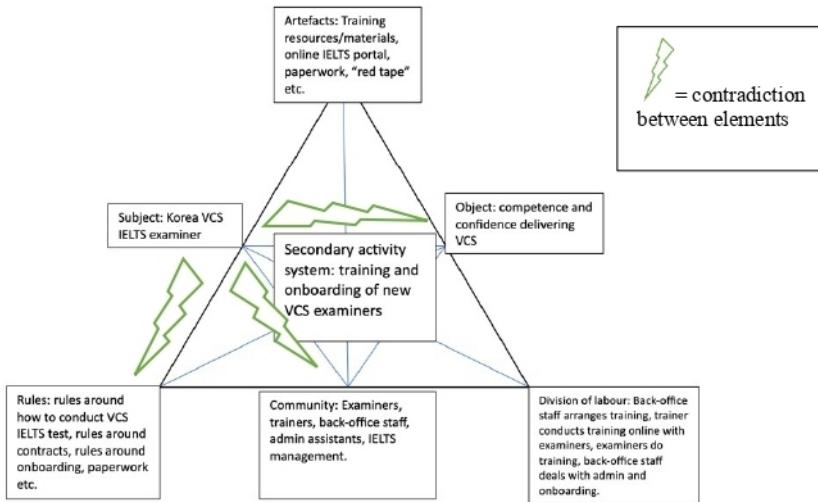 Artefacts: Training
resources/materials,
online IELTS portal,
paperwork, “red tape”
etc.
= contradiction
between elements
Subject: Korea VCS
IELTS examiner
Object: competence and
confidence delivering
VCS
Secondary activity
system: training and
onboarding of new
VCS examiners
Rules: rules around
how to conduct VCS
IELTS test, rules around
contracts, rules around
onboarding, paperwork
etc.
Community: Examiners,
trainers, back-office staff,
admin assistants, IELTS
management.
Division of labour: Back-office
staff arranges training, trainer
conducts training online with
examiners, examiners do
training, back-office staff
deals with admin and
onboarding.